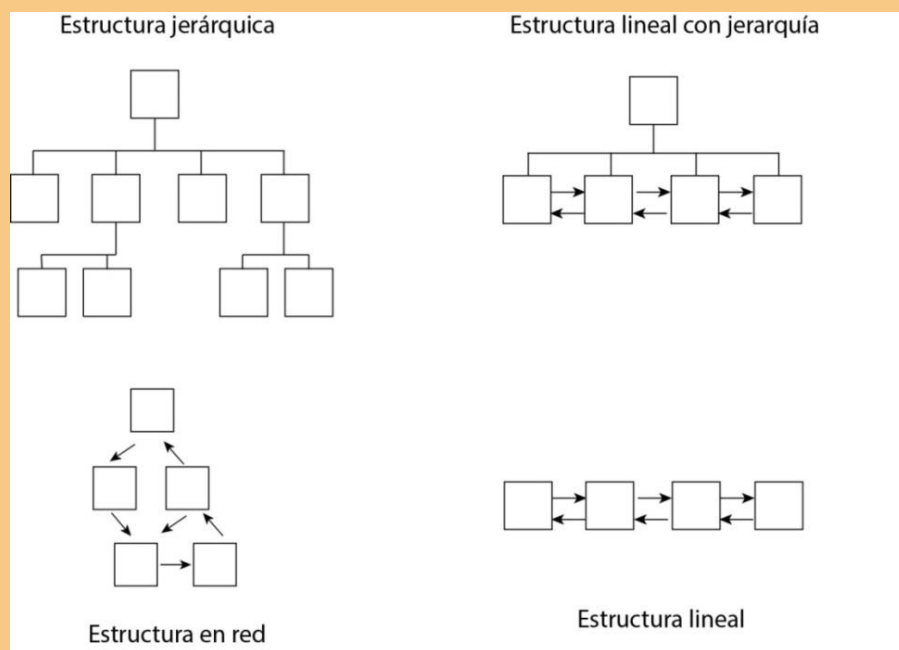 Estructura jerárquica
Estructura lineal con jerarquía
Estructura en red
Estructura lineal